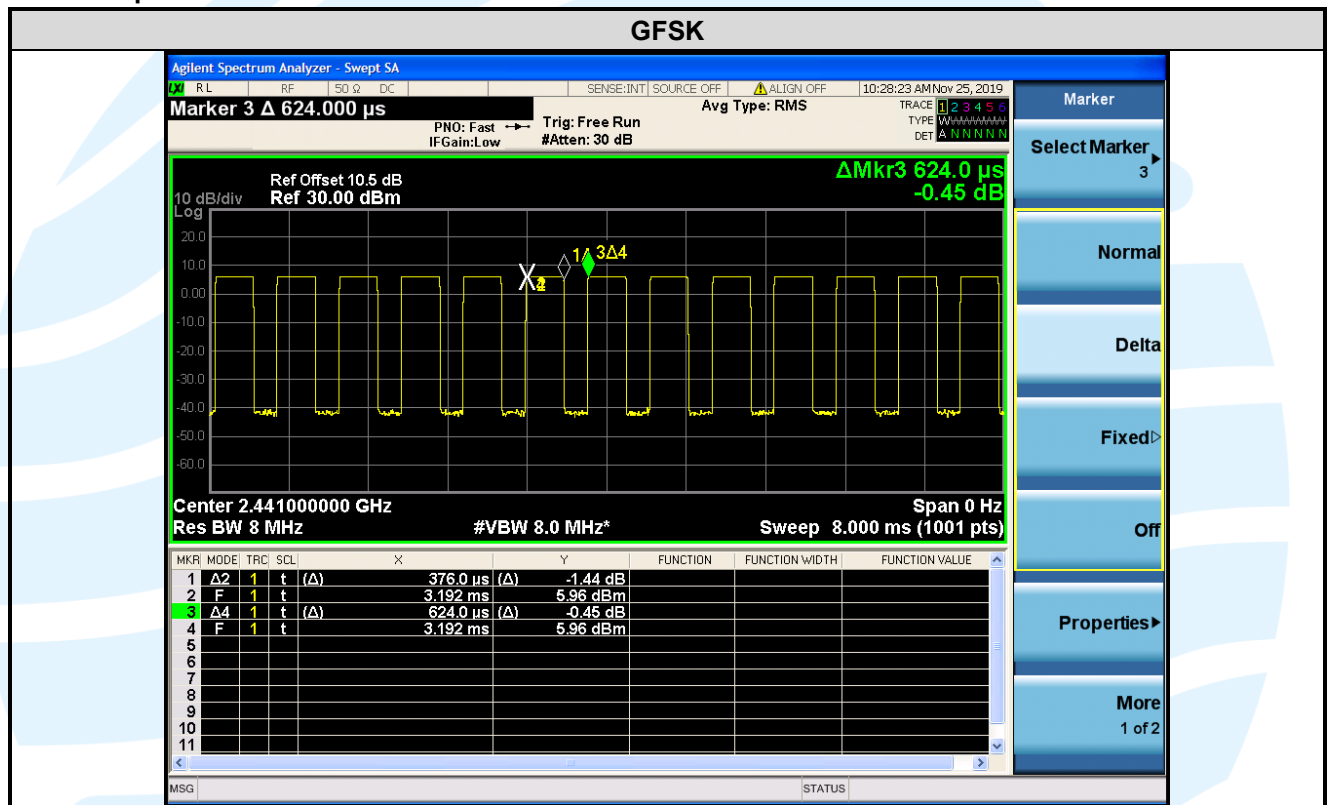 GFSK
Agilent Spectrum Analyzer - Swept SA
LXI RL RF 50 Ω DC SENSE:INT SOURCE OFF ALIGN OFF 10:28:23 AM Nov 25, 2019
Marker 3 Δ 624.000 µs
PNO: Fast
IFGain:Low
Trig: Free Run
#Atten: 30 dB
Avg Type: RMS
TRACE 1 2 3 4 5 6
TYPE
DET A N N N N N
ΔMkr3 624.0 µs
-0.45 dB
Ref Offset 10.5 dB
10 dB/div Ref 30.00 dBm
Log
20.0
10.0
0.00
-10.0
-20.0
-30.0
-40.0
-50.0
-60.0
3Δ4
Center 2.441000000 GHz Span 0 Hz
Res BW 8 MHz #VBW 8.0 MHz* Sweep 8.000 ms (1001 pts)
MKR MODE TRC SCL X Y FUNCTION FUNCTION WIDTH FUNCTION VALUE
1 Δ2 1 t (Δ) 376.0 µs (Δ) -1.44 dB
2 F 1 t 3.192 ms 5.96 dBm
3 Δ4 1 t (Δ) 624.0 µs (Δ) -0.45 dB
4 F 1 t 3.192 ms 5.96 dBm
5
6
7
8
9
10
11
MSG STATUS
Marker
Select Marker
3
Normal
Delta
Fixed
Off
Properties
More
1 of 2